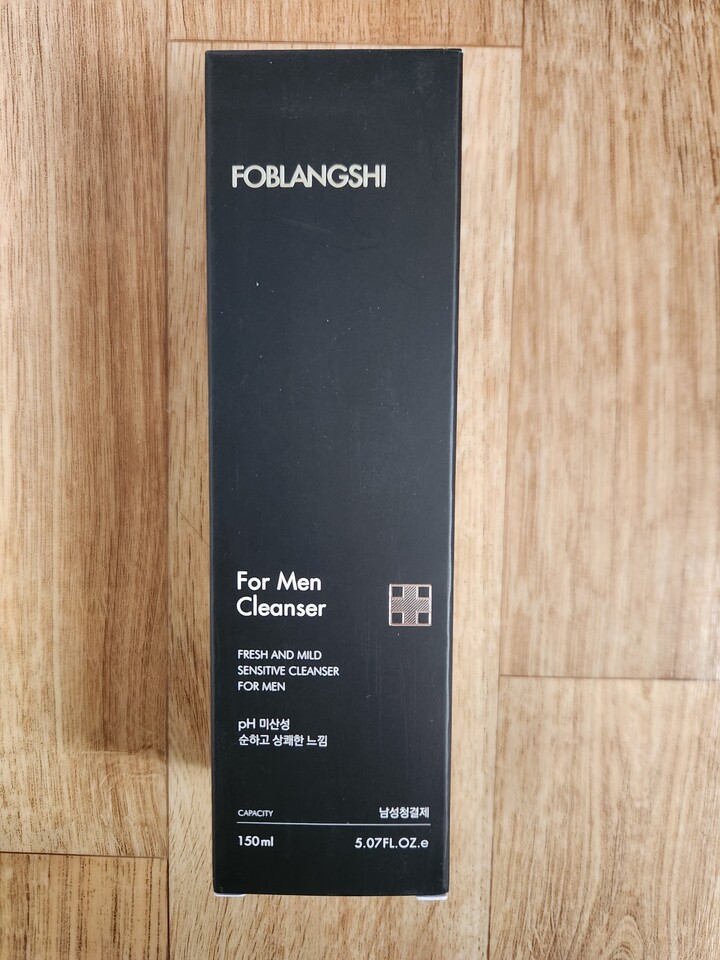 FOBLANGSHI
For Men
Cleanser
FRESH AND MILD
SENSITIVE CLEANSER
FOR MEN
pH 미산성
순하고 상쾌한 느낌
CAPACITY 남성청결제
150ml 5.07FL.OZ.e